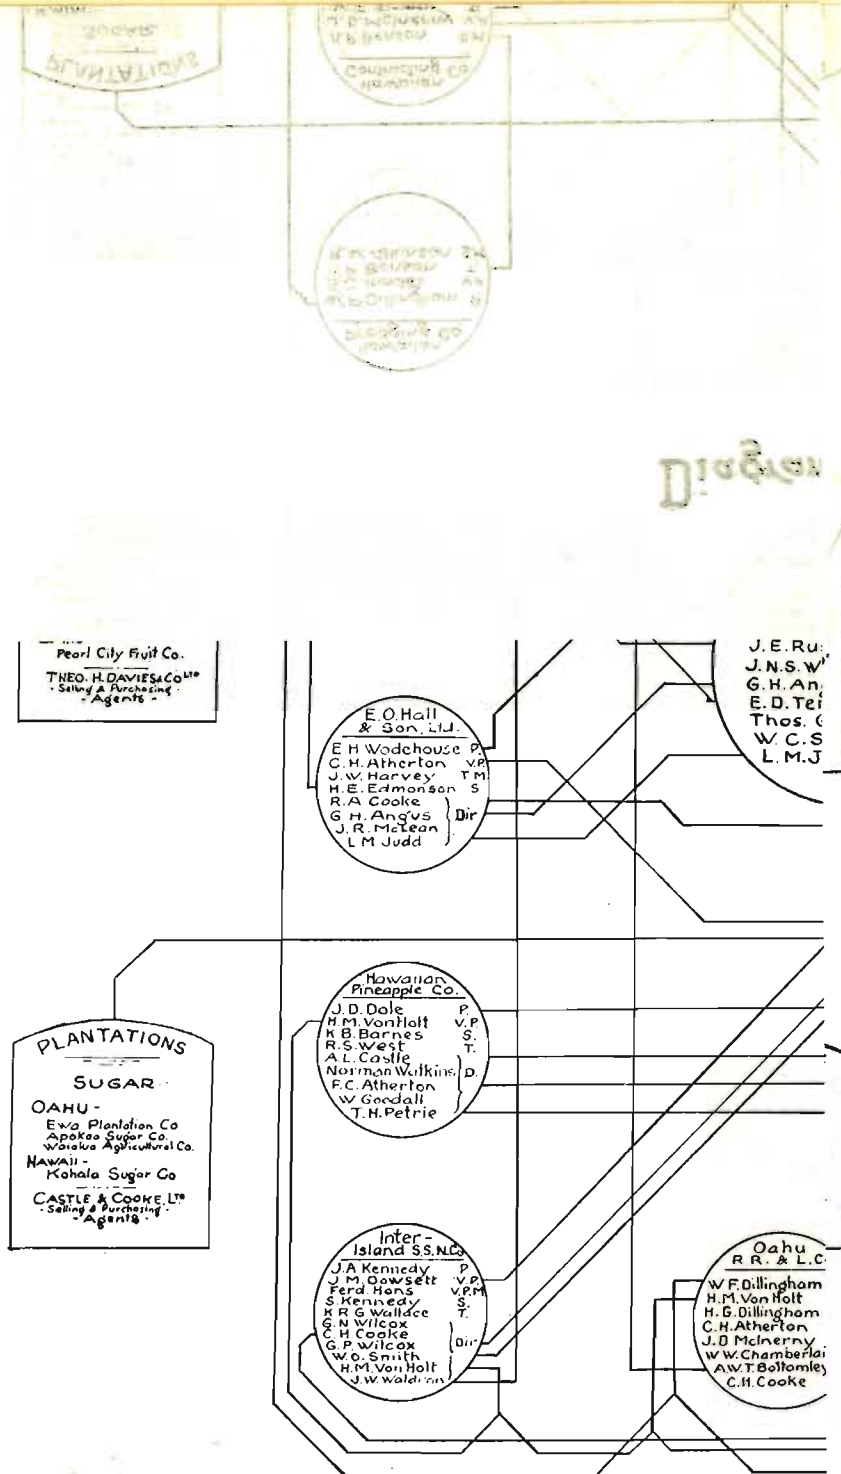 Diagra
Pearl City Fruit Co.
THEO. H. DAVIES & CO LTD
- Selling & Purchasing -
- Agents -
E.O. Hall
& Son, Ltd.
E H Wodehouse P.
C. H. Atherton V.P.
J. W. Harvey T M
H. E. Edmonson S
R. A Cooke
G H. Angus Dir
J. R. McLean
L M Judd
J. E. Ru
J. N. S. W
G. H. An
E. D. Te
Thos. G
W. C. S
L. M. J
Hawaiian
Pineapple Co.
J. D. Dole P.
H. M. Von Holt V. P.
K B. Barnes S.
R. S. West T.
A. L. Castle
Norman Watkins D.
F. C. Atherton
W Goodall
T. H. Petrie
PLANTATIONS
SUGAR
OAHU -
Ewa Plantation Co
Apokaa Sugar Co.
Waialua Agricultural Co.
HAWAII -
Kohala Sugar Co
CASTLE & COOKE, LTD
- Selling & Purchasing -
- Agents -
Inter-
Island S.S.N.Co
J. A Kennedy P
J M. Dowsett V. P.
Ferd. Hons V.P.M
S. Kennedy S.
K R G Wallace T.
G. N Wilcox
C. H Cooke
G. P. Wilcox Dir
W. O. Smith
H. M. Von Holt
J. W. Waldron
Oahu
R R. & L. C
W F. Dillingham
H. M. Von Holt
H. G. Dillingham
C. H. Atherton
J. D McInerny
W W. Chamberlai
A. W. T. Bottomley
C. H. Cooke